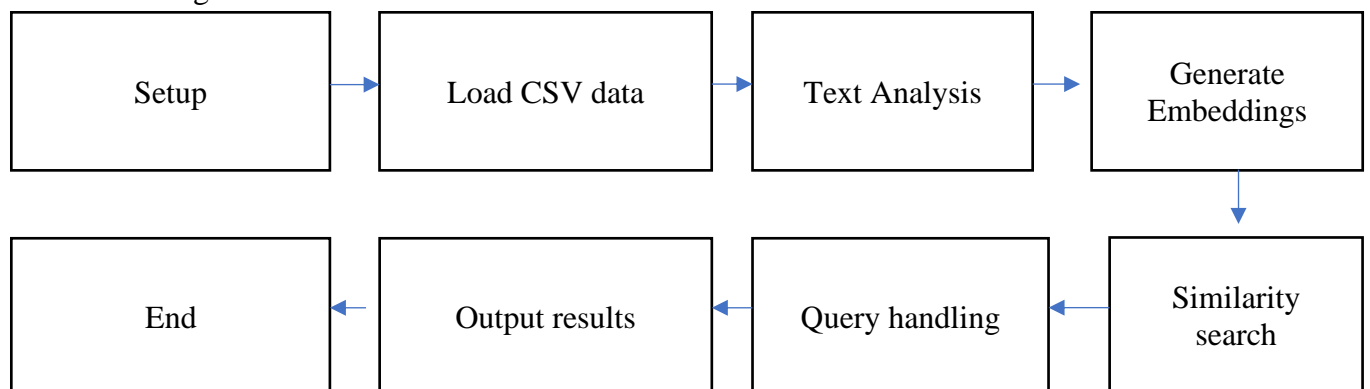 Setup
Load CSV data
Text Analysis
Generate
Embeddings
Similarity
search
Query handling
Output results
End